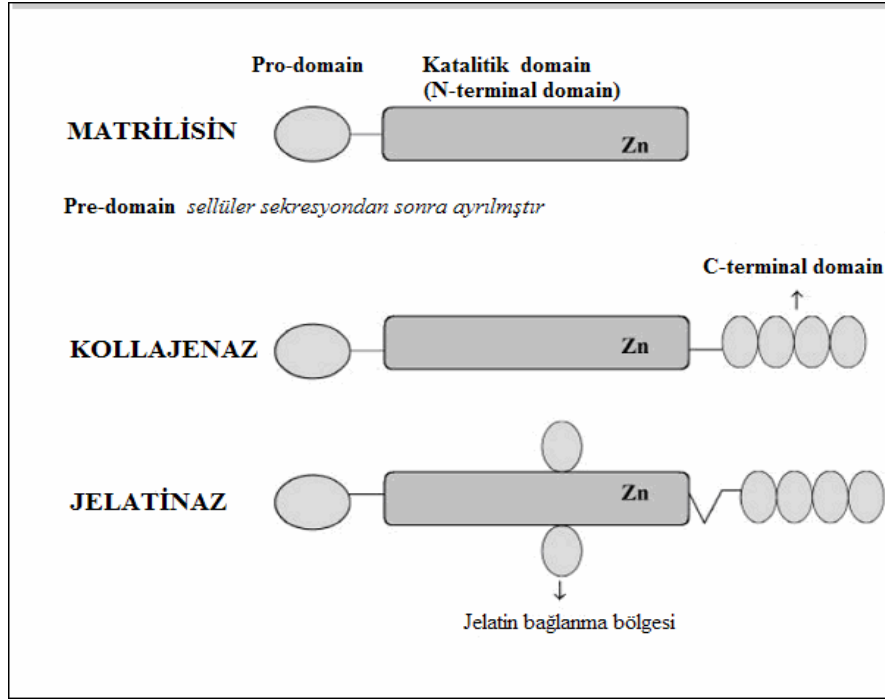 Pro-domain
Katalitik domain
(N-terminal domain)
MATRİLİSİN
Zn
Pre-domain sellüler sekresyondan sonra ayrılmştır
C-terminal domain
↑
KOLLAJENAZ
Zn
JELATİNAZ
Zn
↓
Jelatin bağlanma bölgesi